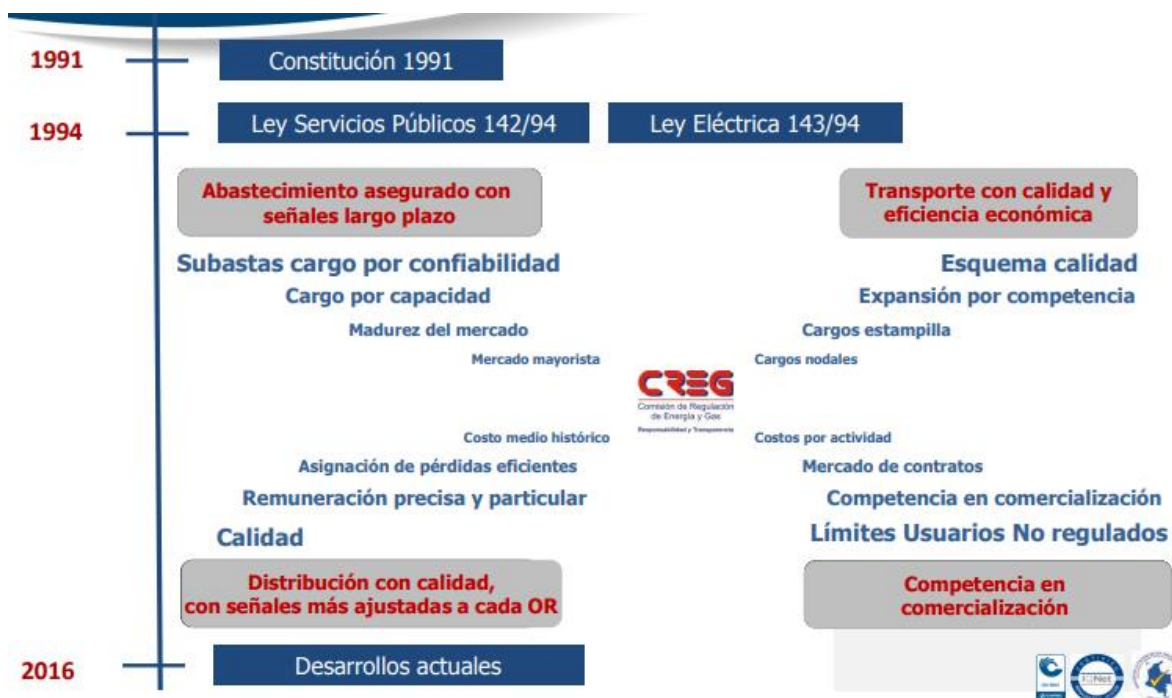 1991
Constitución 1991
1994
Ley Servicios Públicos 142/94
Ley Eléctrica 143/94
Abastecimiento asegurado con
señales largo plazo
Transporte con calidad y
eficiencia económica
Subastas cargo por confiabilidad
Esquema calidad
Cargo por capacidad
Expansión por competencia
Madurez del mercado
Cargos estampilla
Mercado mayorista
Cargos nodales
CREG
Comisión de Regulación
de Energía y Gas
Responsabilidad y Transparencia
Costo medio histórico
Costos por actividad
Asignación de pérdidas eficientes
Mercado de contratos
Remuneración precisa y particular
Competencia en comercialización
Calidad
Límites Usuarios No regulados
Distribución con calidad,
con señales más ajustadas a cada OR
Competencia en
comercialización
2016
Desarrollos actuales
IQNet